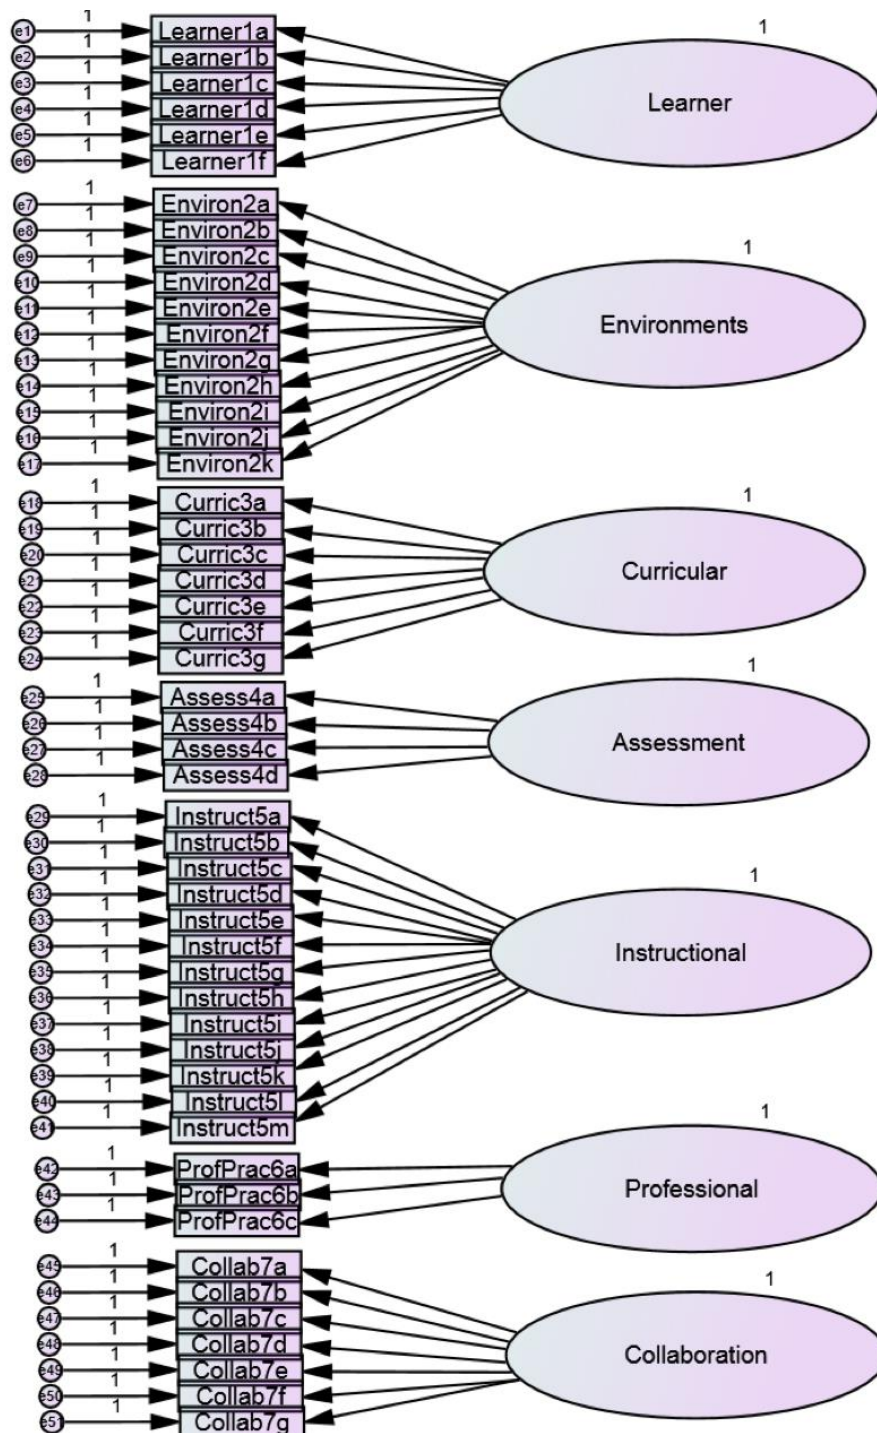 1
e1 1 Learner1a
e2 1 Learner1b
e3 1 Learner1c
e4 1 Learner1d
e5 1 Learner1e
e6 1 Learner1f
1
Learner
e7 1 Environ2a
e8 1 Environ2b
e9 1 Environ2c
e10 1 Environ2d
e11 1 Environ2e
e12 1 Environ2f
e13 1 Environ2g
e14 1 Environ2h
e15 1 Environ2i
e16 1 Environ2j
e17 1 Environ2k
1
Environments
e18 1 Curric3a
e19 1 Curric3b
e20 1 Curric3c
e21 1 Curric3d
e22 1 Curric3e
e23 1 Curric3f
e24 1 Curric3g
1
Curricular
e25 1 Assess4a
e26 1 Assess4b
e27 1 Assess4c
e28 1 Assess4d
1
Assessment
e29 1 Instruct5a
e30 1 Instruct5b
e31 1 Instruct5c
e32 1 Instruct5d
e33 1 Instruct5e
e34 1 Instruct5f
e35 1 Instruct5g
e36 1 Instruct5h
e37 1 Instruct5i
e38 1 Instruct5j
e39 1 Instruct5k
e40 1 Instruct5l
e41 1 Instruct5m
1
Instructional
e42 1 ProfPrac6a
e43 1 ProfPrac6b
e44 1 ProfPrac6c
1
Professional
e45 1 Collab7a
e46 1 Collab7b
e47 1 Collab7c
e48 1 Collab7d
e49 1 Collab7e
e50 1 Collab7f
e51 1 Collab7g
1
Collaboration